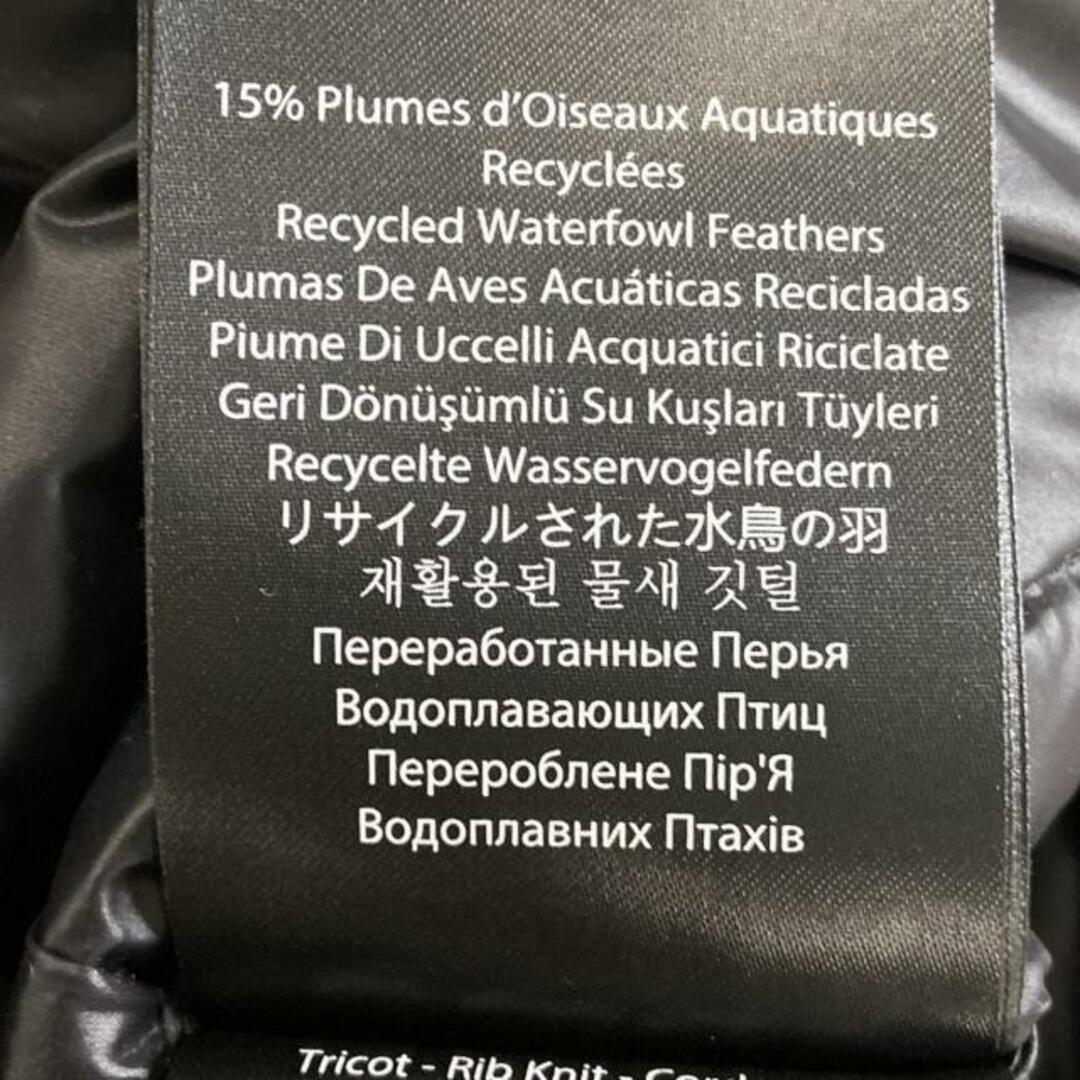 15% Plumes d'Oiseaux Aquatiques
Recyclées
Recycled Waterfowl Feathers
Plumas De Aves Acuáticas Recicladas
Piume Di Uccelli Acquatici Riciclate
Geri Dönüşümlü Su Kuşları Tüyleri
Recycelte Wasservogelfedern
リサイクルされた水鳥の羽
재활용된 물새 깃털
Переработанные Перья
Водоплавающих Птиц
Перероблене Пір'Я
Водоплавних Птахів
Tricot - Rib Knit -